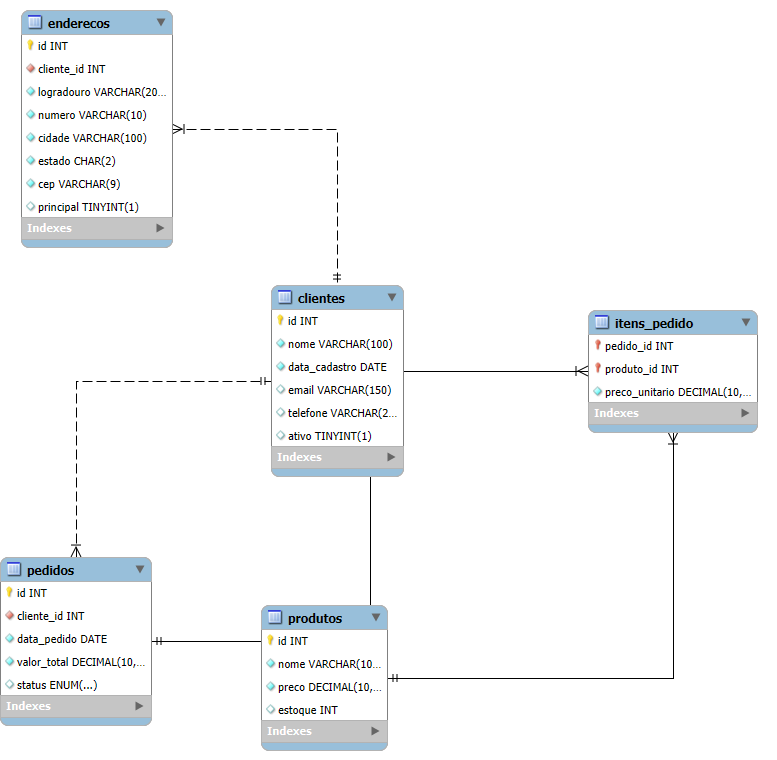 enderecos
id INT
cliente_id INT
logradouro VARCHAR(20...
numero VARCHAR(10)
cidade VARCHAR(100)
estado CHAR(2)
cep VARCHAR(9)
principal TINYINT(1)
Indexes
clientes
id INT
nome VARCHAR(100)
data_cadastro DATE
email VARCHAR(150)
telefone VARCHAR(2...
ativo TINYINT(1)
Indexes
itens_pedido
pedido_id INT
produto_id INT
preco_unitario DECIMAL(10,...
Indexes
pedidos
id INT
cliente_id INT
data_pedido DATE
valor_total DECIMAL(10,...
status ENUM(...)
Indexes
produtos
id INT
nome VARCHAR(10...
preco DECIMAL(10,...
estoque INT
Indexes